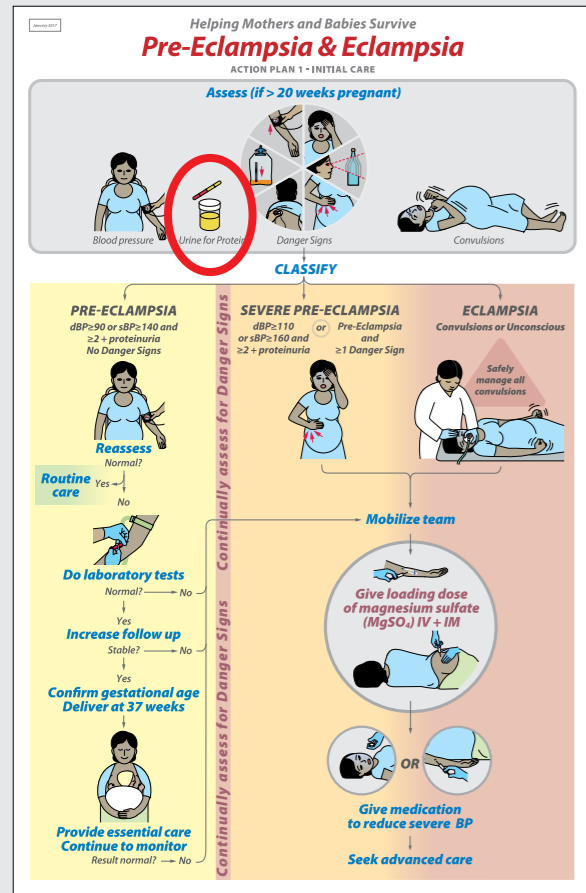 January 2017
Helping Mothers and Babies Survive
Pre-Eclampsia & Eclampsia
ACTION PLAN 1 - INITIAL CARE
Assess (if > 20 weeks pregnant)
Blood pressure
Urine for Protein
Danger Signs
Convulsions
CLASSIFY
PRE-ECLAMPSIA
dBP≥90 or sBP≥140 and
≥2 + proteinuria
No Danger Signs
Reassess
Normal?
Routine
care
Yes
No
Do laboratory tests
Normal?
No
Yes
Increase follow up
Stable?
No
Yes
Confirm gestational age
Deliver at 37 weeks
Provide essential care
Continue to monitor
Result normal?
No
Continually assess for Danger Signs
Continually assess for Danger Signs
SEVERE PRE-ECLAMPSIA
dBP≥110
or sBP≥160 and
≥2 + proteinuria
or
Pre-Eclampsia
and
≥1 Danger Sign
ECLAMPSIA
Convulsions or Unconscious
Safely
manage all
convulsions
Mobilize team
Give loading dose
of magnesium sulfate
(MgSO₄) IV + IM
OR
Give medication
to reduce severe BP
Seek advanced care